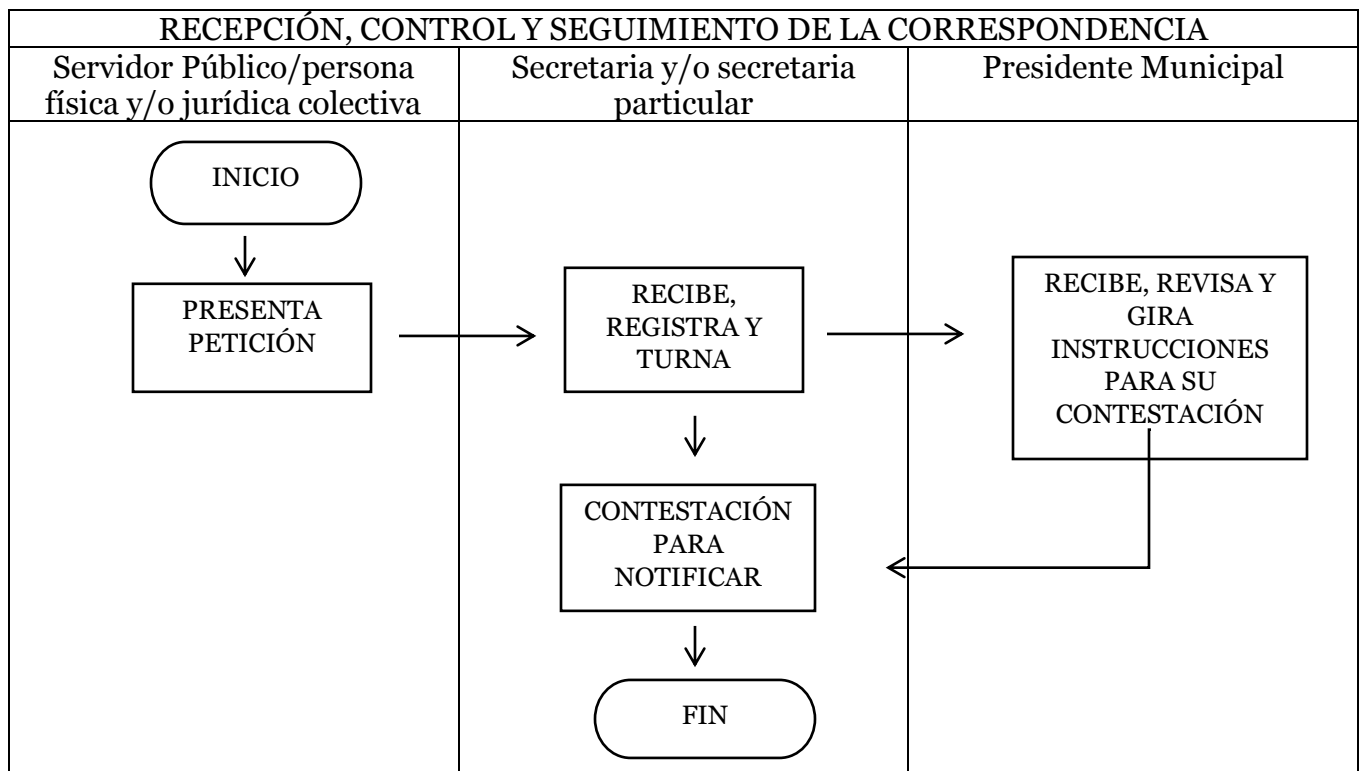 RECEPCIÓN, CONTROL Y SEGUIMIENTO DE LA CORRESPONDENCIA
Servidor Público/persona
física y/o jurídica colectiva
Secretaria y/o secretaria
particular
Presidente Municipal
INICIO
PRESENTA
PETICIÓN
RECIBE,
REGISTRA Y
TURNA
RECIBE, REVISA Y
GIRA
INSTRUCCIONES
PARA SU
CONTESTACIÓN
CONTESTACIÓN
PARA
NOTIFICAR
FIN